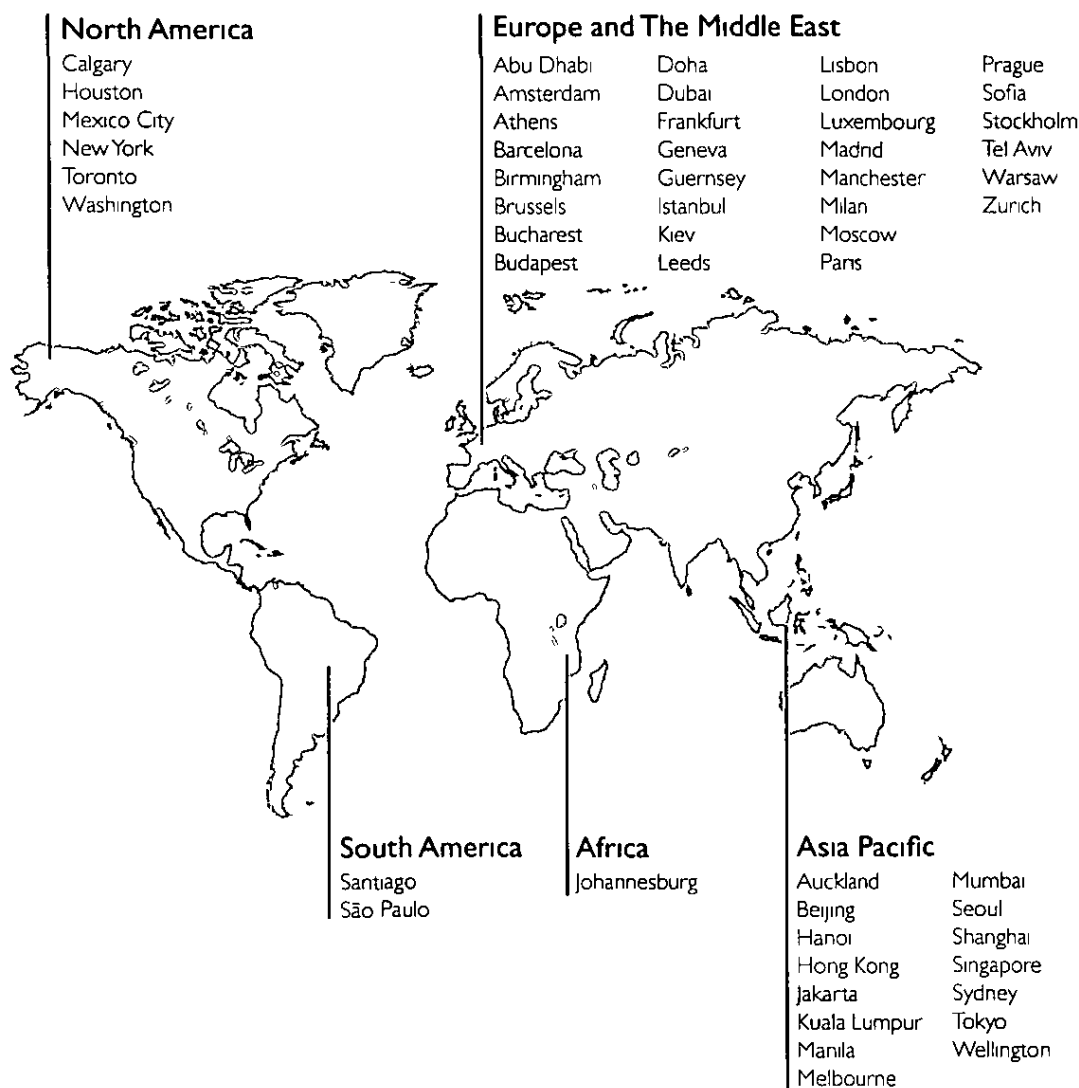 North America
Calgary
Houston
Mexico City
New York
Toronto
Washington
Europe and The Middle East
Abu Dhabi
Amsterdam
Athens
Barcelona
Birmingham
Brussels
Bucharest
Budapest
Doha
Dubai
Frankfurt
Geneva
Guernsey
Istanbul
Kiev
Leeds
Lisbon
London
Luxembourg
Madrid
Manchester
Milan
Moscow
Paris
Prague
Sofia
Stockholm
Tel Aviv
Warsaw
Zurich
South America
Santiago
São Paulo
Africa
Johannesburg
Asia Pacific
Auckland
Beijing
Hanoi
Hong Kong
Jakarta
Kuala Lumpur
Manila
Melbourne
Mumbai
Seoul
Shanghai
Singapore
Sydney
Tokyo
Wellington